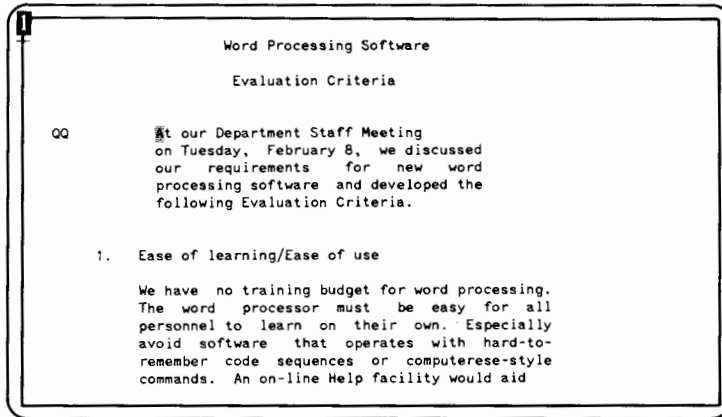 1
Word Processing Software
Evaluation Criteria
QQ At our Department Staff Meeting
on Tuesday, February 8, we discussed
our requirements for new word
processing software and developed the
following Evaluation Criteria.
1. Ease of learning/Ease of use
We have no training budget for word processing.
The word processor must be easy for all
personnel to learn on their own. Especially
avoid software that operates with hard-to-
remember code sequences or computerese-style
commands. An on-line Help facility would aid